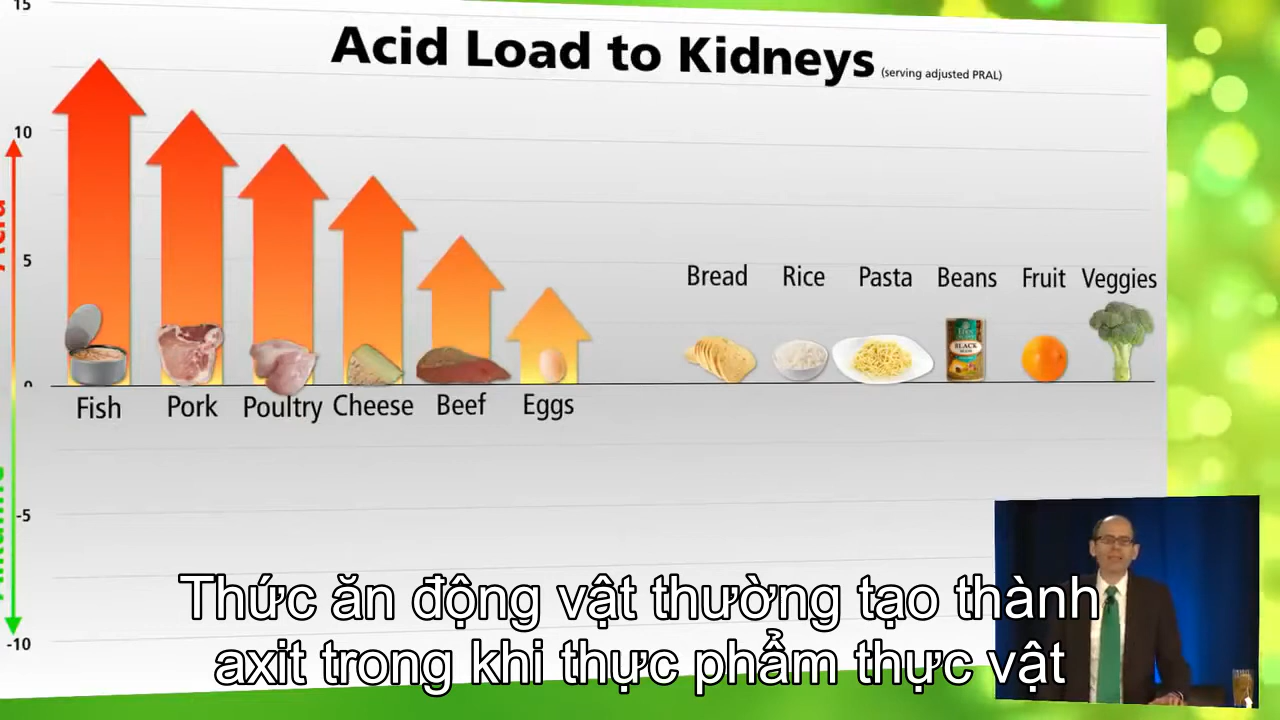 15
Acid Load to Kidneys (serving adjusted PRAL)
10
Acid
5
Bread Rice Pasta Beans Fruit Veggies
BLACK
0
Fish Pork Poultry Cheese Beef Eggs
Alkaline
-5
-10
Thức ăn động vật thường tạo thành
axit trong khi thực phẩm thực vật